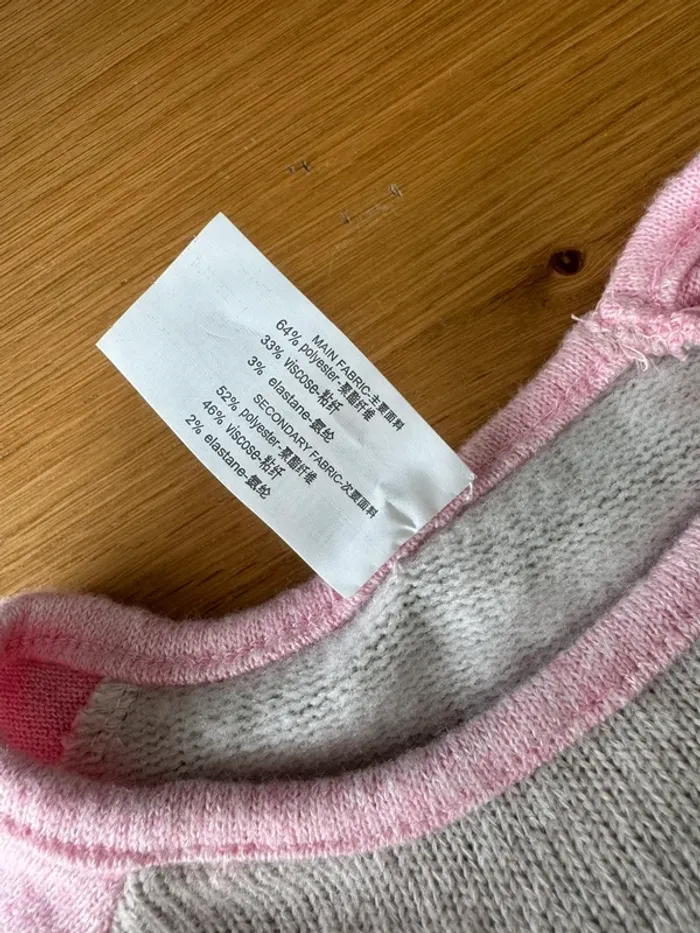 MAIN FABRIC-主要面料
64% polyester-聚酯纤维
33% viscose-粘纤
3% elastane-氨纶
SECONDARY FABRIC-次要面料
52% polyester-聚酯纤维
46% viscose-粘纤
2% elastane-氨纶